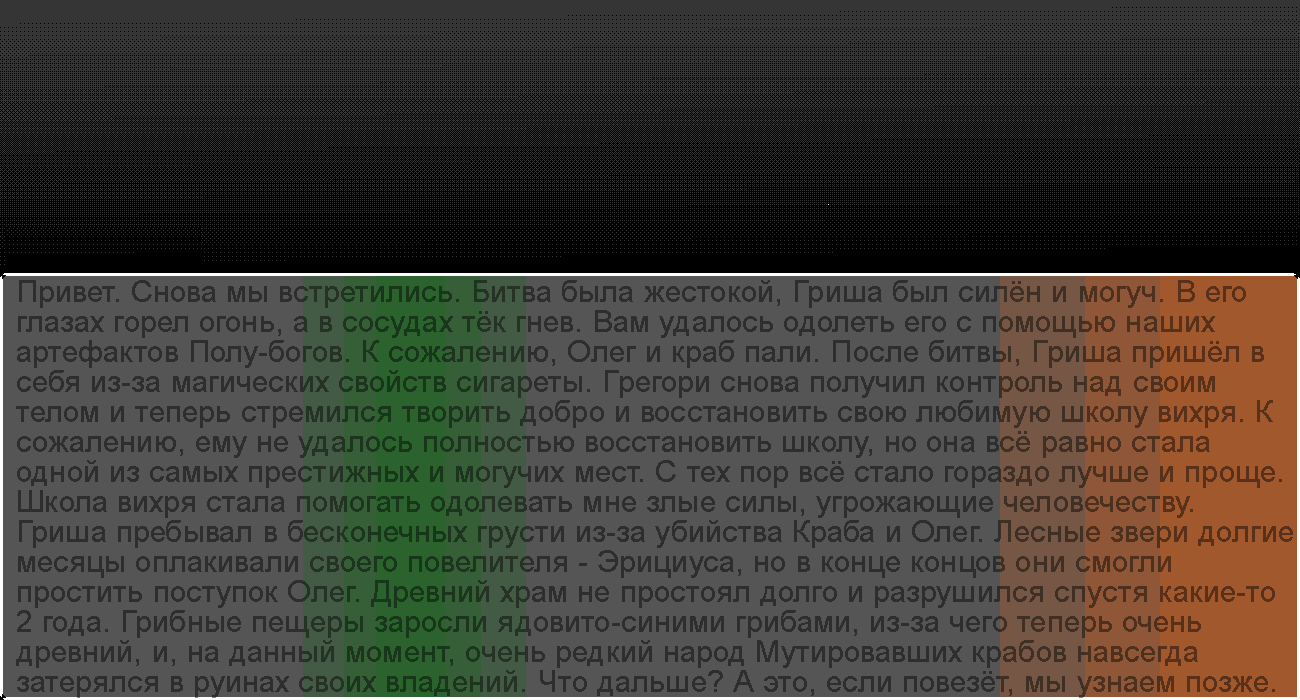 Привет. Снова мы встретились. Битва была жестокой, Гриша был силён и могуч. В его
глазах горел огонь, а в сосудах тёк гнев. Вам удалось одолеть его с помощью наших
артефактов Полу-богов. К сожалению, Олег и краб пали. После битвы, Гриша пришёл в
себя из-за магических свойств сигареты. Грегори снова получил контроль над своим
телом и теперь стремился творить добро и восстановить свою любимую школу вихря. К
сожалению, ему не удалось полностью восстановить школу, но она всё равно стала
одной из самых престижных и могучих мест. С тех пор всё стало гораздо лучше и проще.
Школа вихря стала помогать одолевать мне злые силы, угрожающие человечеству.
Гриша пребывал в бесконечных грусти из-за убийства Краба и Олег. Лесные звери долгие
месяцы оплакивали своего повелителя - Эрициуса, но в конце концов они смогли
простить поступок Олег. Древний храм не простоял долго и разрушился спустя какие-то
2 года. Грибные пещеры заросли ядовито-синими грибами, из-за чего теперь очень
древний, и, на данный момент, очень редкий народ Мутировавших крабов навсегда
затерялся в руинах своих владений. Что дальше? А это, если повезёт, мы узнаем позже.